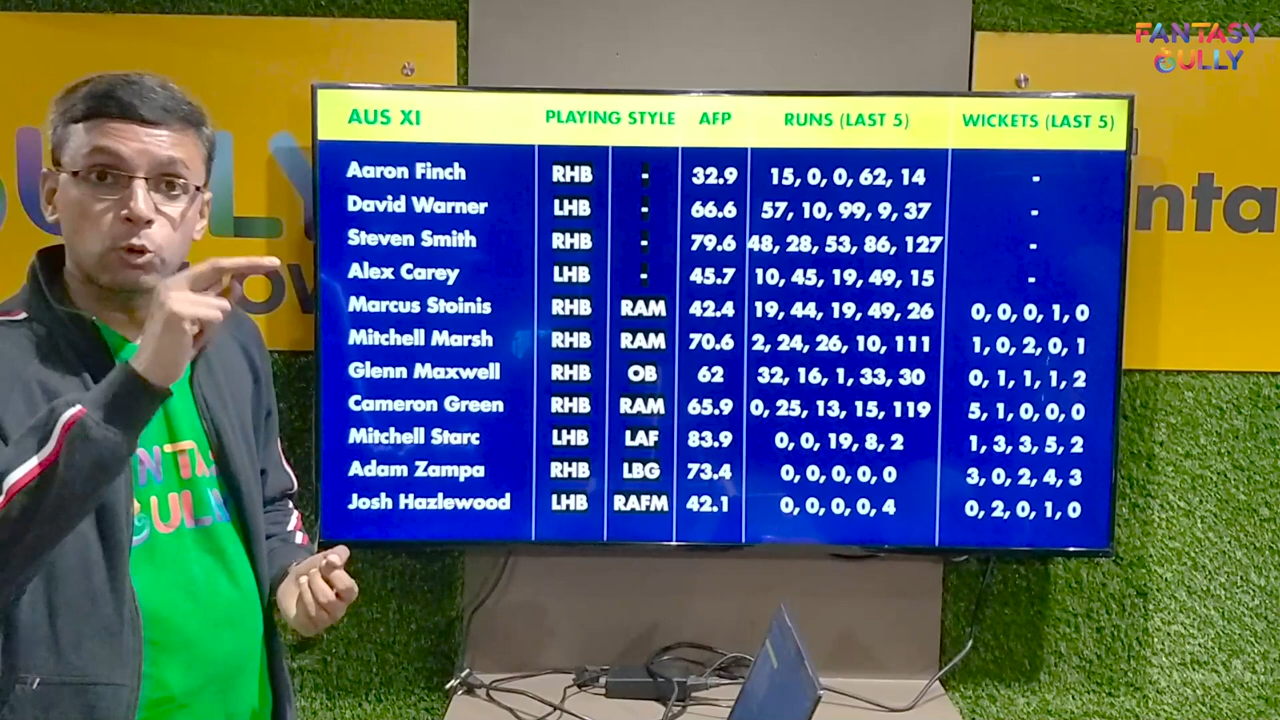 FANTASY
GULLY
AUS XI PLAYING STYLE AFP RUNS (LAST 5) WICKETS (LAST 5)
Aaron Finch RHB - 32.9 15, 0, 0, 62, 14 -
David Warner LHB - 66.6 57, 10, 99, 9, 37 -
Steven Smith RHB - 79.6 48, 28, 53, 86, 127 -
Alex Carey LHB - 45.7 10, 45, 19, 49, 15 -
Marcus Stoinis RHB RAM 42.4 19, 44, 19, 49, 26 0, 0, 0, 1, 0
Mitchell Marsh RHB RAM 70.6 2, 24, 26, 10, 111 1, 0, 2, 0, 1
Glenn Maxwell RHB OB 62 32, 16, 1, 33, 30 0, 1, 1, 1, 2
Cameron Green RHB RAM 65.9 0, 25, 13, 15, 119 5, 1, 0, 0, 0
Mitchell Starc LHB LAF 83.9 0, 0, 19, 8, 2 1, 3, 3, 5, 2
Adam Zampa RHB LBG 73.4 0, 0, 0, 0, 0 3, 0, 2, 4, 3
Josh Hazlewood LHB RAFM 42.1 0, 0, 0, 0, 4 0, 2, 0, 1, 0
nta